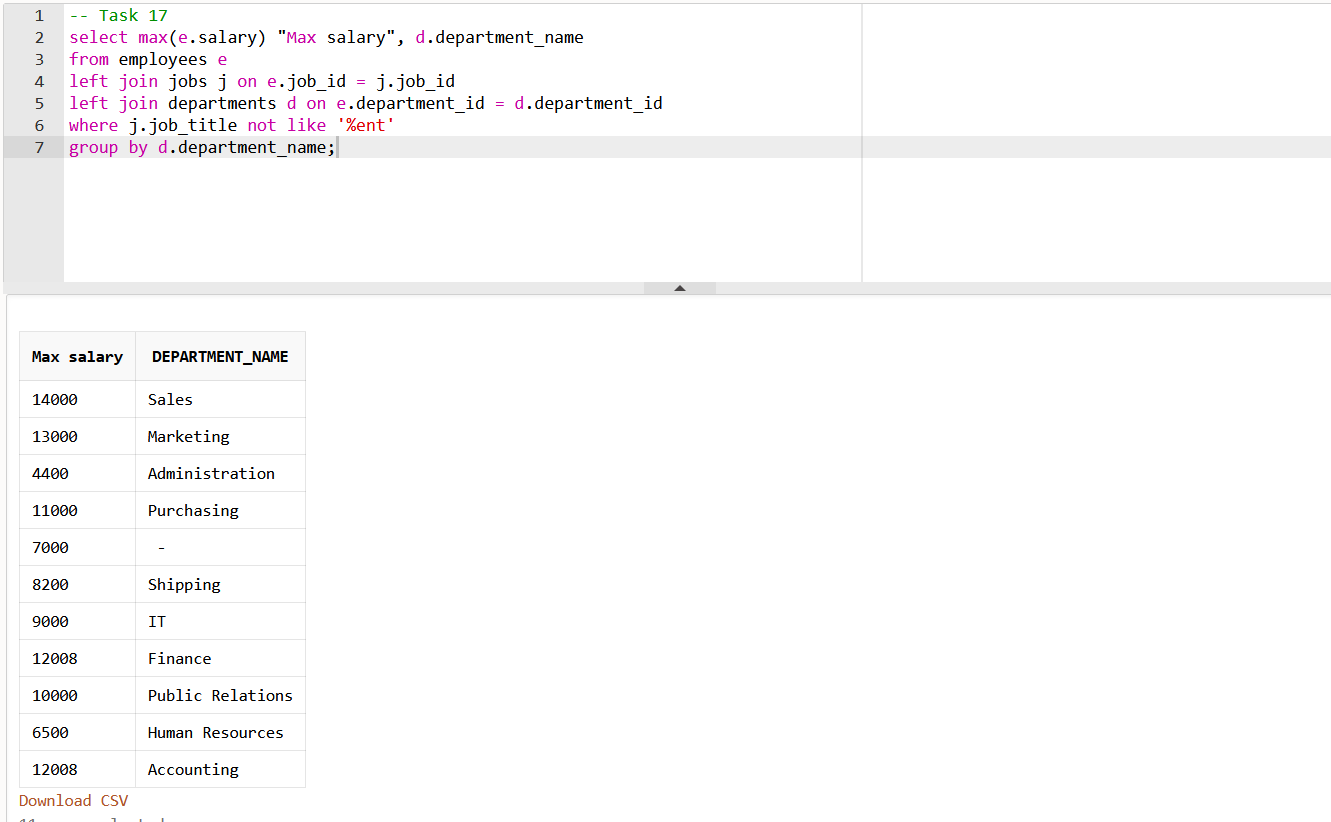 1 -- Task 17
2 select max(e.salary) "Max salary", d.department_name
3 from employees e
4 left join jobs j on e.job_id = j.job_id
5 left join departments d on e.department_id = d.department_id
6 where j.job_title not like '%ent'
7 group by d.department_name;
Max salary DEPARTMENT_NAME
14000 Sales
13000 Marketing
4400 Administration
11000 Purchasing
7000 -
8200 Shipping
9000 IT
12008 Finance
10000 Public Relations
6500 Human Resources
12008 Accounting
Download CSV